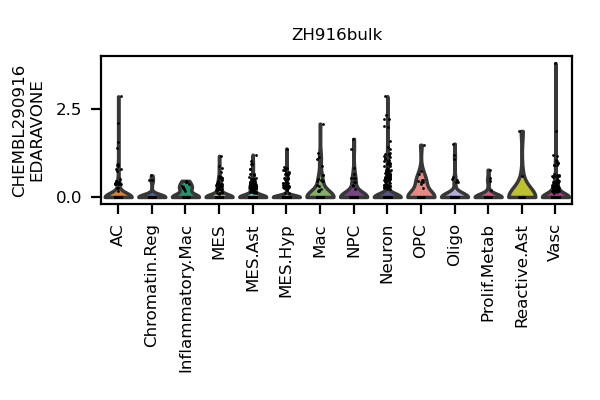 ZH916bulk
CHEMBL290916
EDARAVONE
2.5
0.0
AC
Chromatin.Reg
Inflammatory.Mac
MES
MES.Ast
MES.Hyp
Mac
NPC
Neuron
OPC
Oligo
Prolif.Metab
Reactive.Ast
Vasc